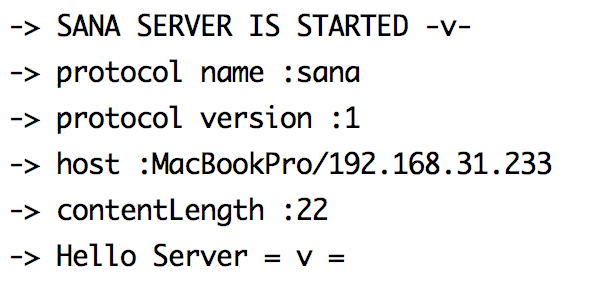 -> SANA SERVER IS STARTED -v-
-> protocol name :sana
-> protocol version :1
-> host :MacBookPro/192.168.31.233
-> contentLength :22
-> Hello Server = v =